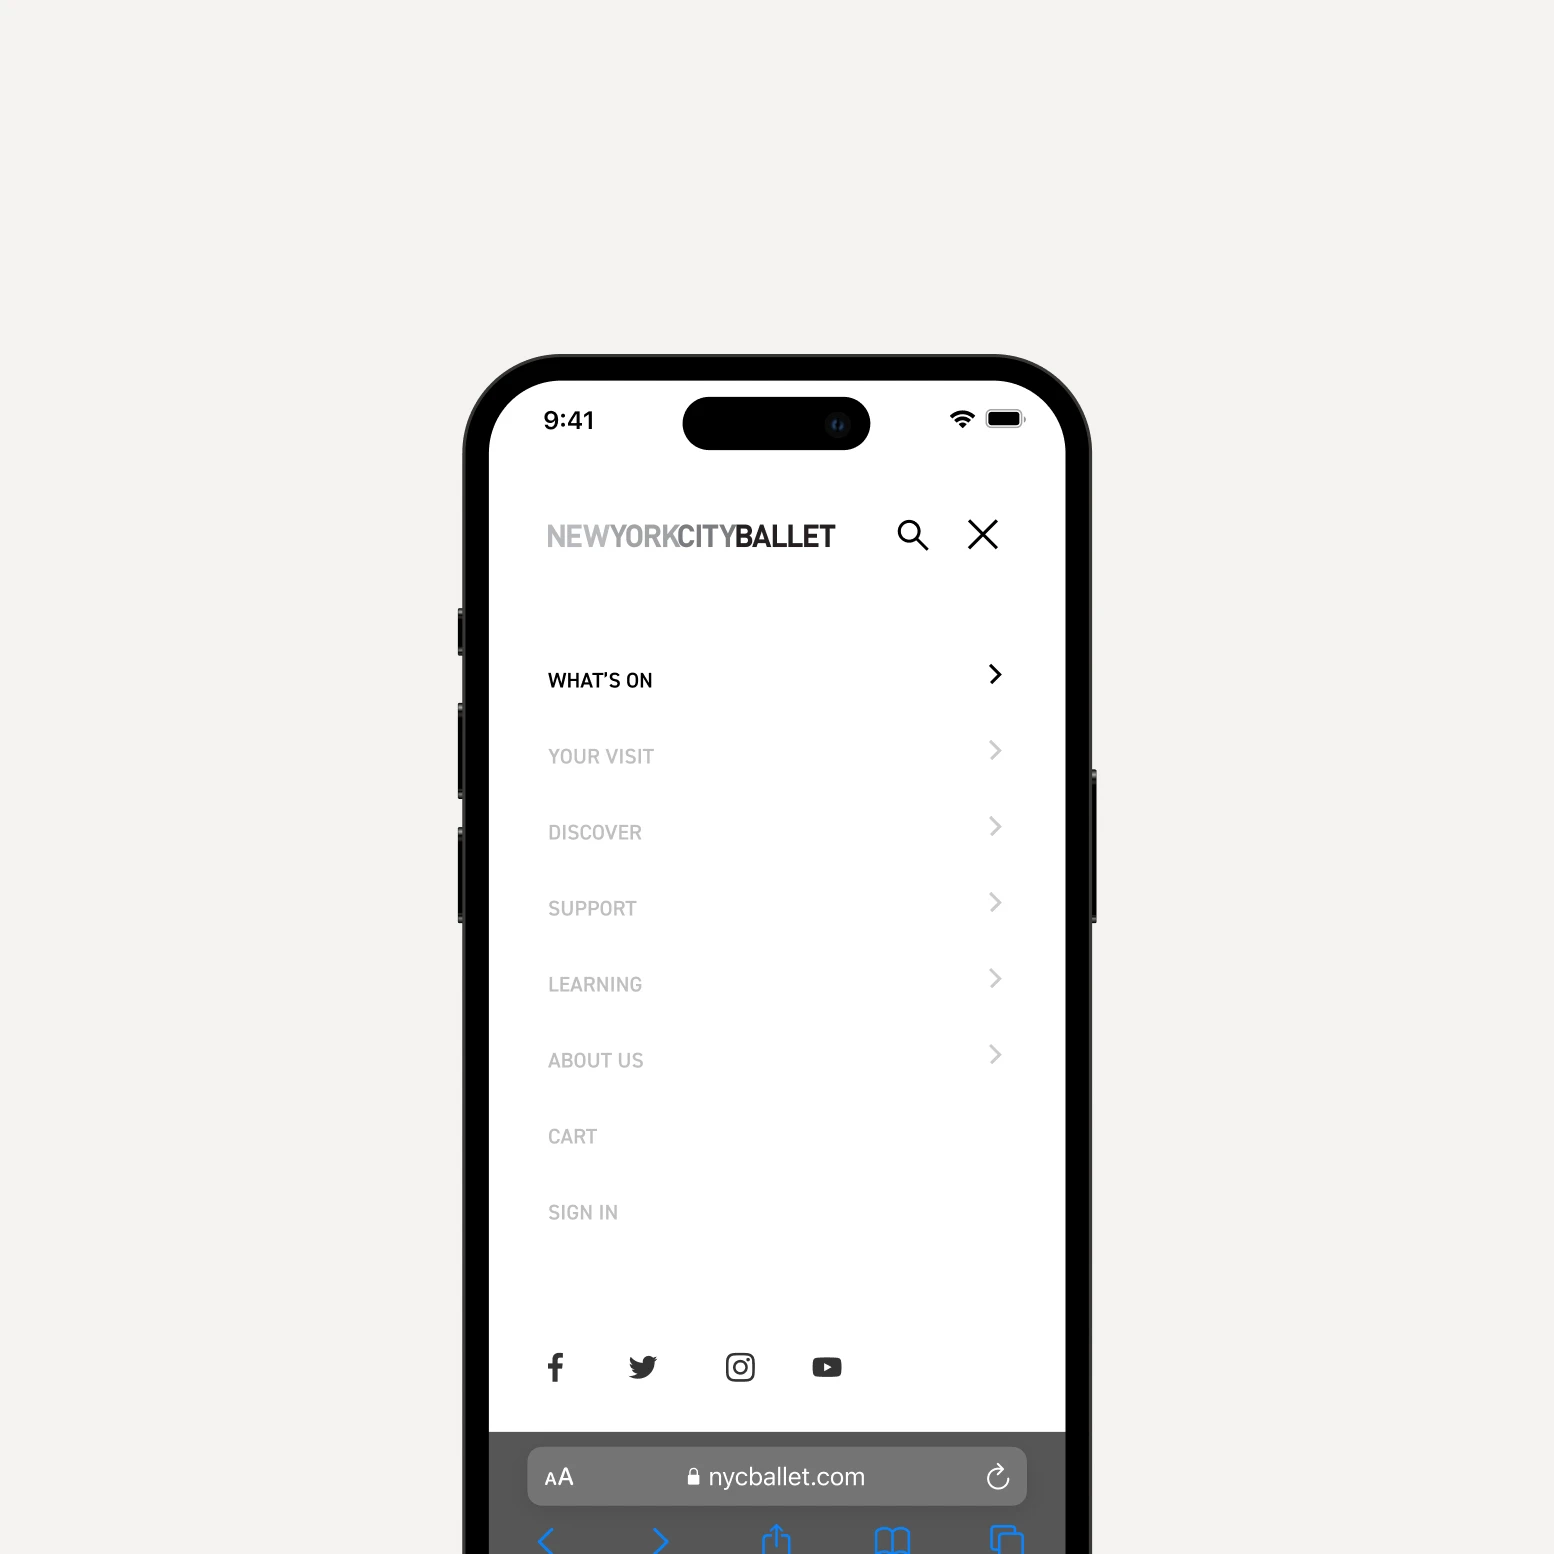 9:41
NEWYORKCITYBALLET
WHAT’S ON
YOUR VISIT
DISCOVER
SUPPORT
LEARNING
ABOUT US
CART
SIGN IN
AA nycballet.com